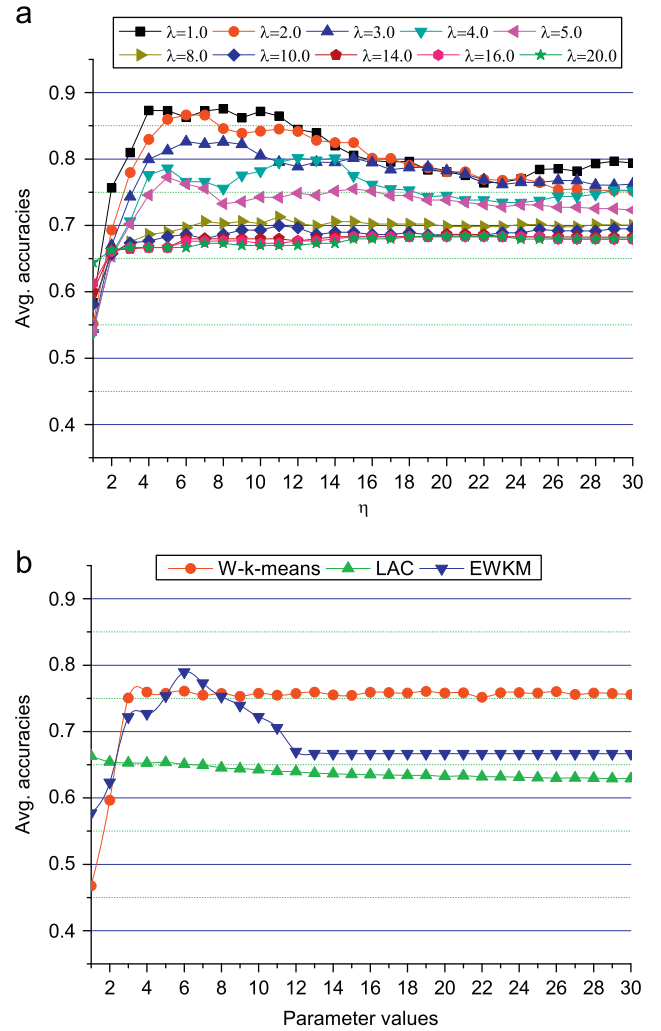 a
λ=1.0 λ=2.0 λ=3.0 λ=4.0 λ=5.0
λ=8.0 λ=10.0 λ=14.0 λ=16.0 λ=20.0
0.9
0.8
0.7
0.6
0.5
0.4
Avg. accuracies
2 4 6 8 10 12 14 16 18 20 22 24 26 28 30
η
b
W-k-means LAC EWKM
0.9
0.8
0.7
0.6
0.5
0.4
Avg. accuracies
2 4 6 8 10 12 14 16 18 20 22 24 26 28 30
Parameter values